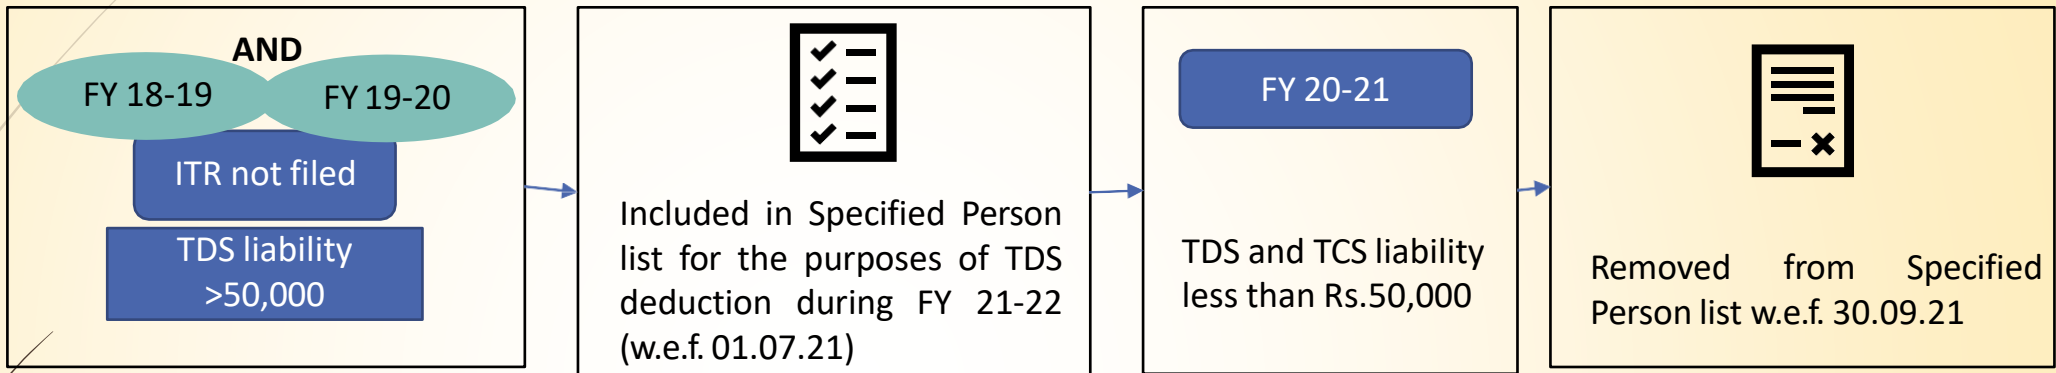 AND
FY 18-19
FY 19-20
ITR not filed
TDS liability
>50,000
Included in Specified Person
list for the purposes of TDS
deduction during FY 21-22
(w.e.f. 01.07.21)
FY 20-21
TDS and TCS liability
less than Rs.50,000
Removed from Specified
Person list w.e.f. 30.09.21